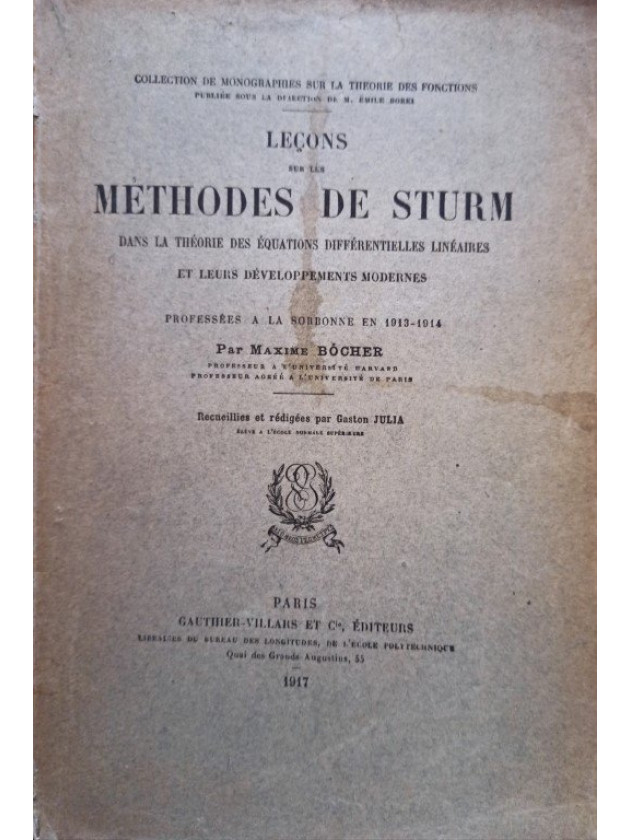 COLLECTION DE MONOGRAPHIES SUR LA THÉORIE DES FONCTIONS
PUBLIÉE SOUS LA DIRECTION DE M. ÉMILE BOREL
LEÇONS
SUR LES
MÉTHODES DE STURM
DANS LA THÉORIE DES ÉQUATIONS DIFFÉRENTIELLES LINÉAIRES
ET LEURS DÉVELOPPEMENTS MODERNES
PROFESSÉES A LA SORBONNE EN 1913-1914
Par MAXIME BÔCHER
PROFESSEUR A L'UNIVERSITÉ HARVARD
PROFESSEUR AGRÉÉ A L'UNIVERSITÉ DE PARIS
Recueillies et rédigées par Gaston JULIA
ÉLÈVE A L'ÉCOLE NORMALE SUPÉRIEURE
PARIS
GAUTHIER-VILLARS ET Cie, ÉDITEURS
LIBRAIRES DU BUREAU DES LONGITUDES, DE L'ÉCOLE POLYTECHNIQUE
Quai des Grands-Augustins, 55
1917